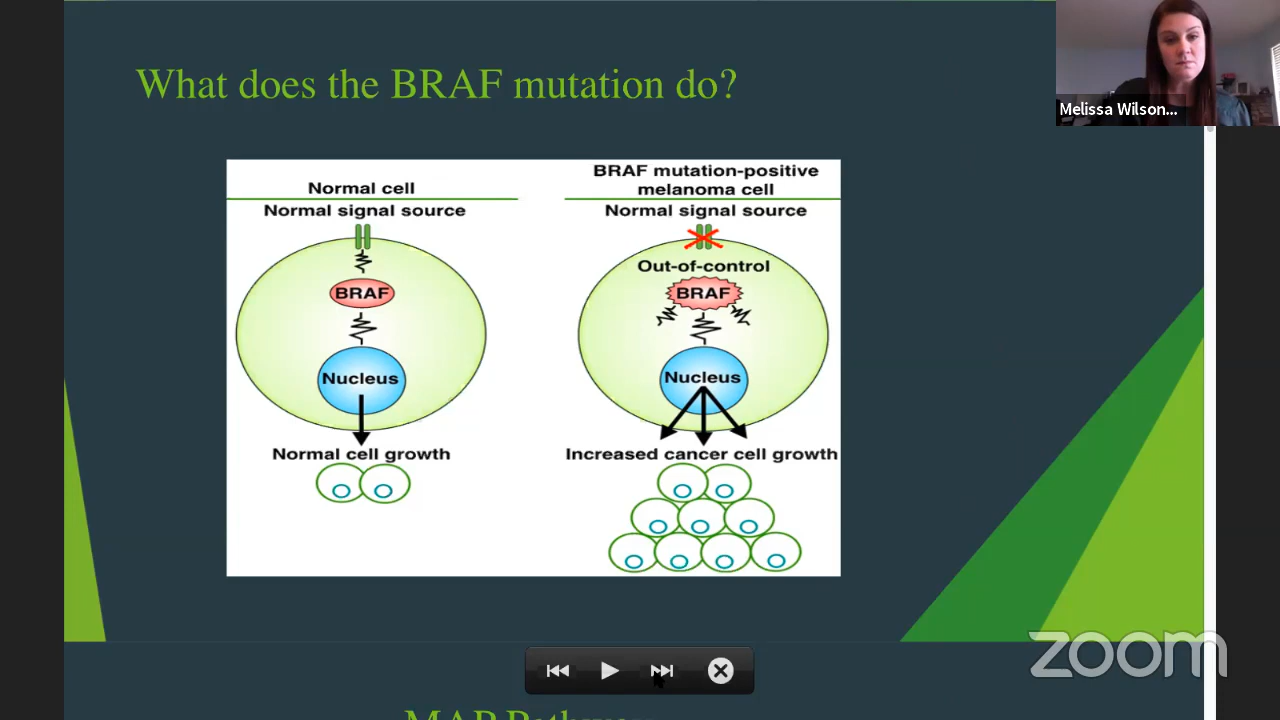 What does the BRAF mutation do?
Melissa Wilson...
Normal cell
Normal signal source
BRAF
Nucleus
Normal cell growth
BRAF mutation-positive
melanoma cell
Normal signal source
Out-of-control
BRAF
Nucleus
Increased cancer cell growth
zoom
MAP Pathway